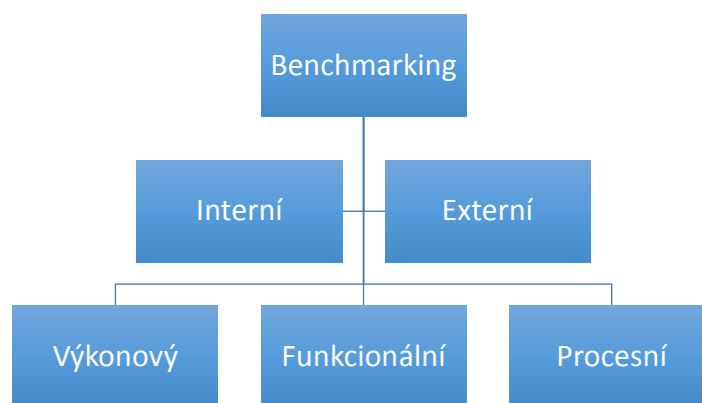 Benchmarking
Interní
Externí
Výkonový
Funkcionální
Procesní